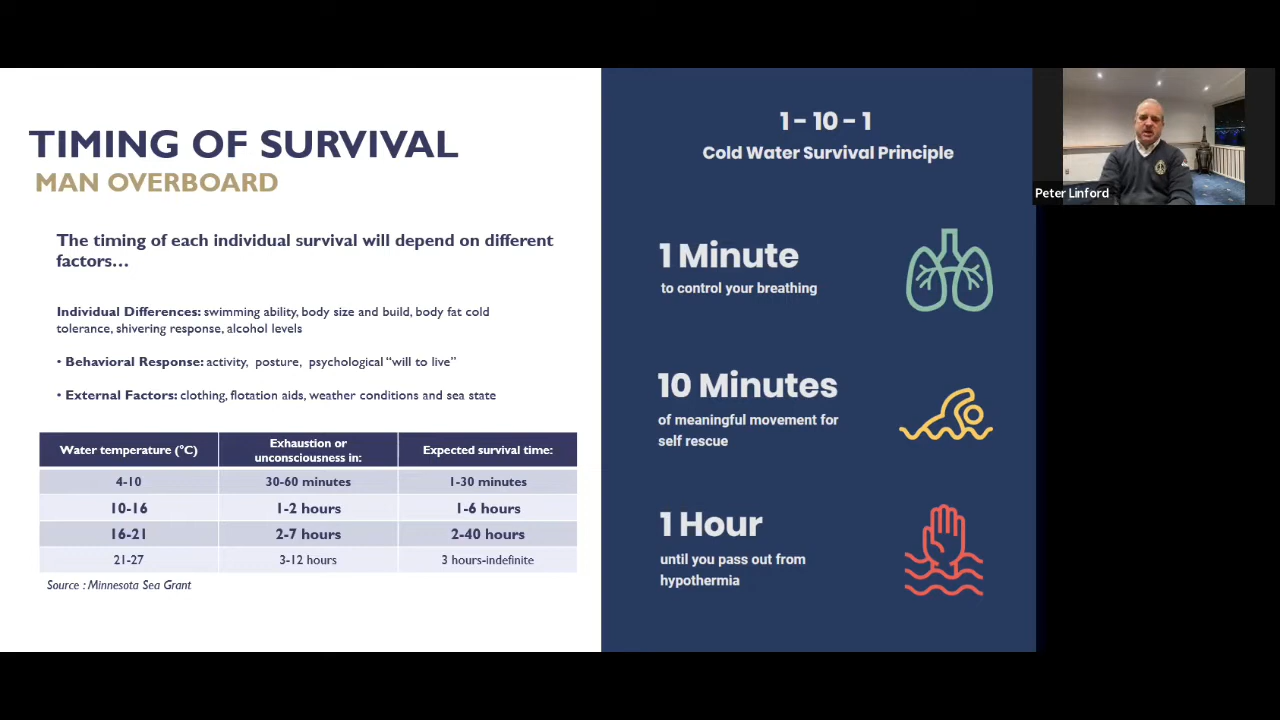 TIMING OF SURVIVAL
MAN OVERBOARD
The timing of each individual survival will depend on different
factors…
Individual Differences: swimming ability, body size and build, body fat cold
tolerance, shivering response, alcohol levels
• Behavioral Response: activity, posture, psychological “will to live”
• External Factors: clothing, flotation aids, weather conditions and sea state
Water temperature (°C) Exhaustion or unconsciousness in: Expected survival time:
4-10 30-60 minutes 1-30 minutes
10-16 1-2 hours 1-6 hours
16-21 2-7 hours 2-40 hours
21-27 3-12 hours 3 hours-indefinite
Source : Minnesota Sea Grant
1 – 10 – 1
Cold Water Survival Principle
1 Minute
to control your breathing
10 Minutes
of meaningful movement for
self rescue
1 Hour
until you pass out from
hypothermia
Peter Linford